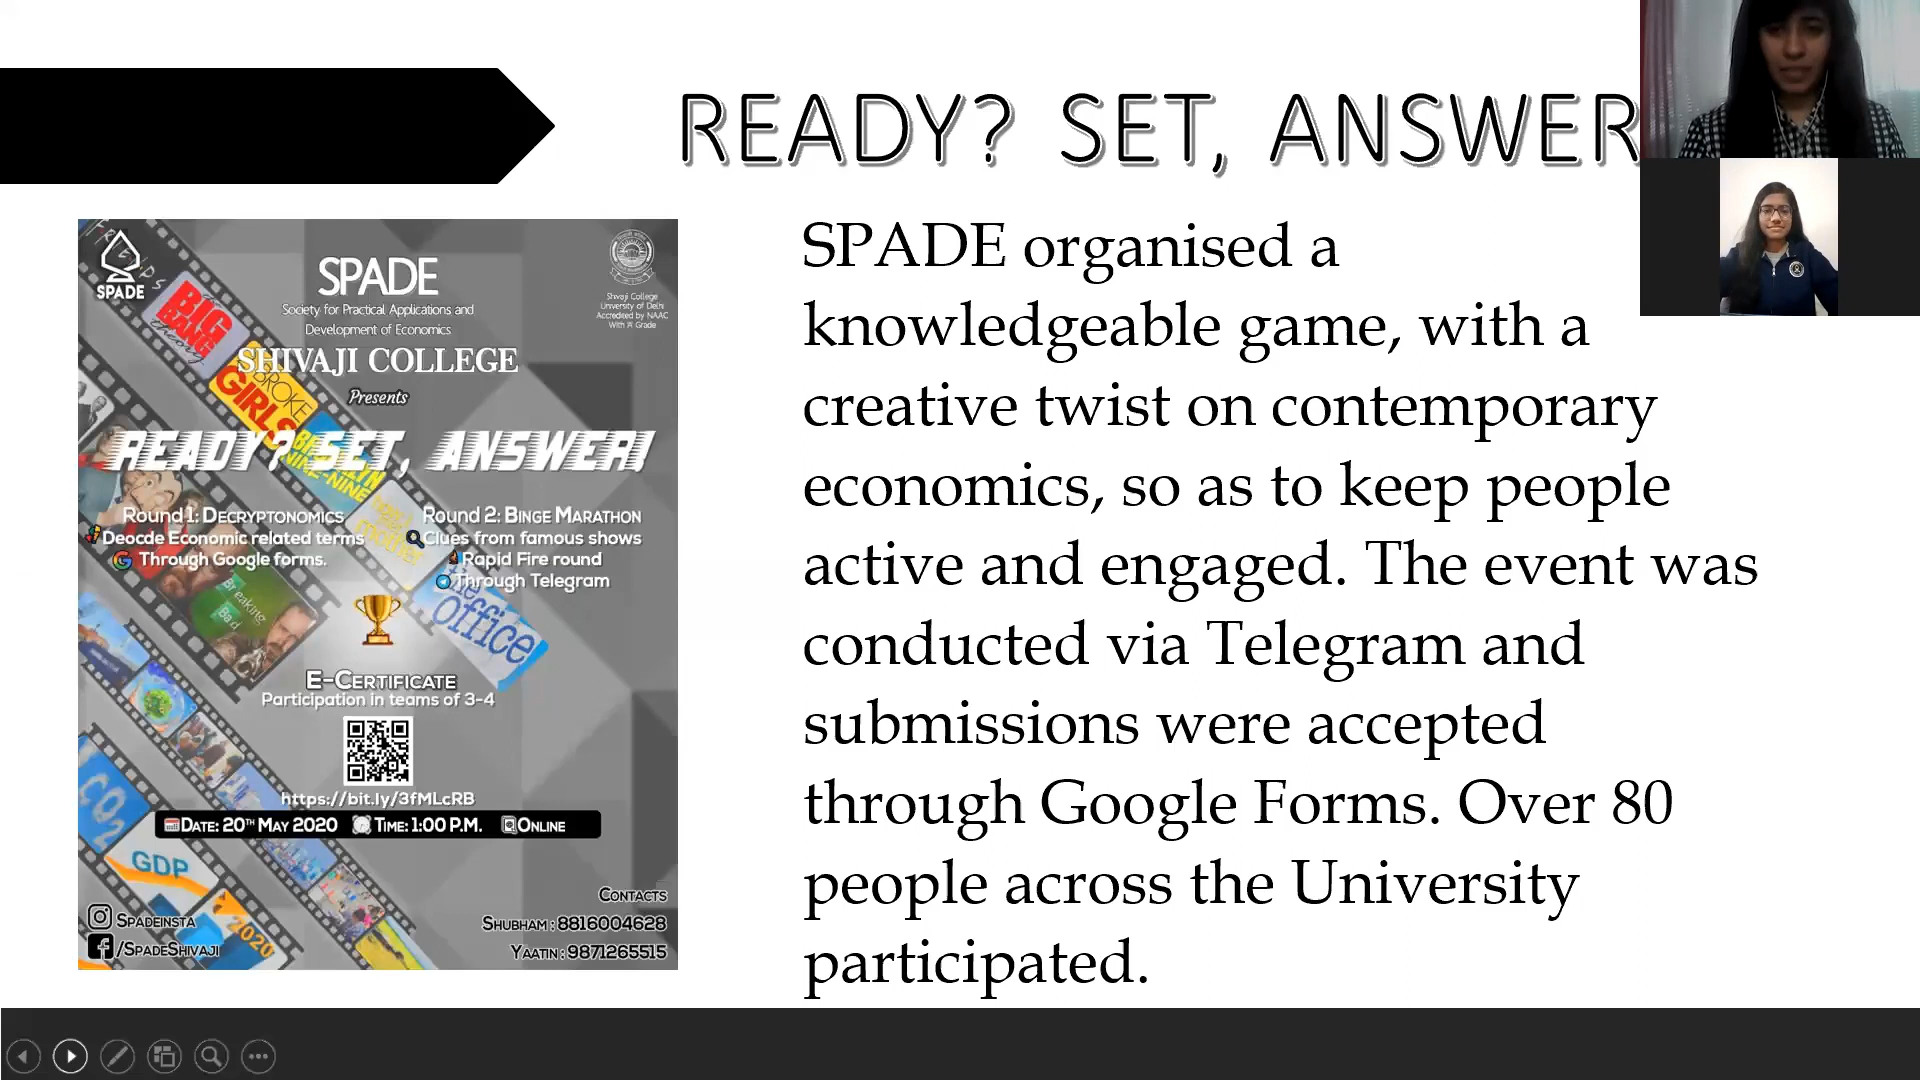 READY? SET, ANSWER
SPADE
SPADE
Society for Practical Applications and
Development of Economics
SHIVAJI COLLEGE
Presents
Shivaji College
University of Delhi
Accredited by NAAC
With 'A' Grade
READY? SET, ANSWER!
Round 1: DECRYPTONOMICS
Deocde Economic related terms
Through Google forms.
Round 2: BINGE MARATHON
Clues from famous shows
Rapid Fire round
Through Telegram
E-CERTIFICATE
Participation in teams of 3-4
https://bit.ly/3fMLcRB
DATE: 20TH MAY 2020 TIME: 1:00 P.M. ONLINE
CONTACTS
SHUBHAM : 8816004628
YAATIN : 9871265515
SPADEINSTA
/SPADESHIVAJI
BIG
BANG
theory
BROKE
GIRLS
BROOKLYN
NINE-NINE
mother
Breaking
Bad
the
office
CO2
GDP
2020
SPADE organised a
knowledgeable game, with a
creative twist on contemporary
economics, so as to keep people
active and engaged. The event was
conducted via Telegram and
submissions were accepted
through Google Forms. Over 80
people across the University
participated.